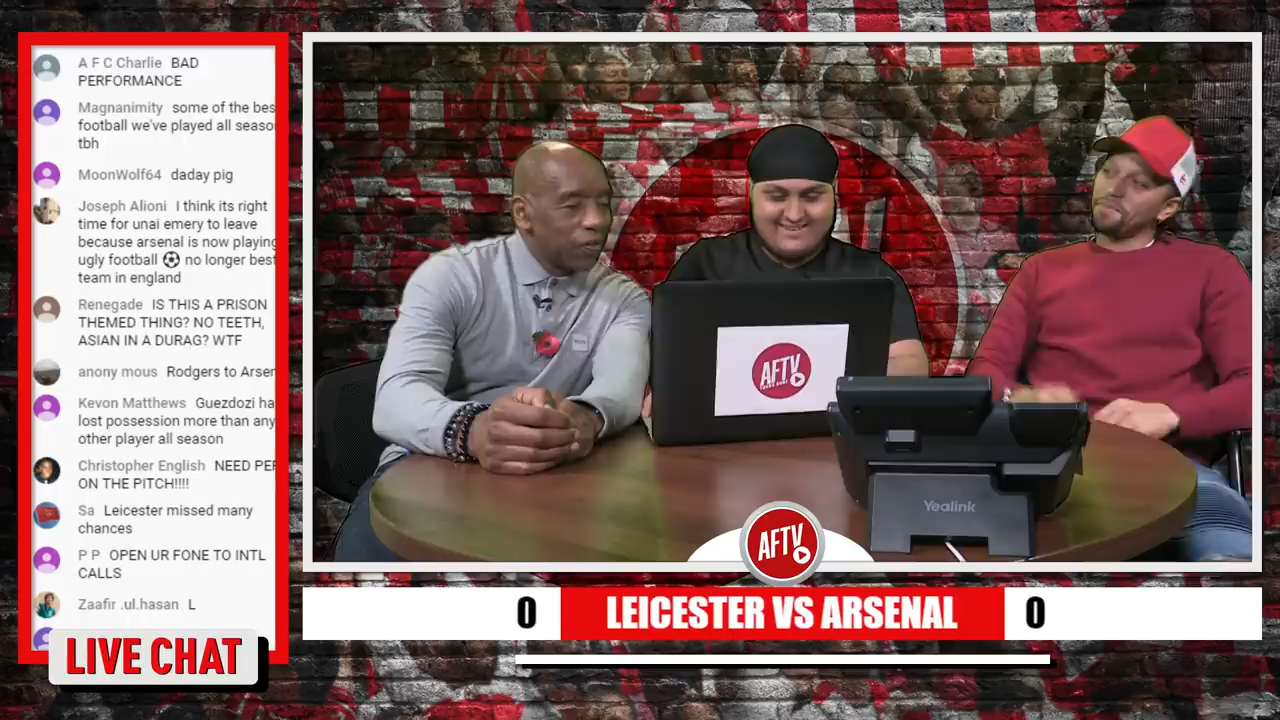 A F C Charlie BAD
PERFORMANCE
Magnanimity some of the bes
football we've played all seaso
tbh
MoonWolf64 daday pig
Joseph Alioni I think its right
time for unai emery to leave
because arsenal is now playing
ugly football no longer best
team in england
Renegade IS THIS A PRISON
THEMED THING? NO TEETH,
ASIAN IN A DURAG? WTF
anony mous Rodgers to Arsen
Kevon Matthews Guezdozi ha
lost possession more than any
other player all season
Christopher English NEED PEP
ON THE PITCH!!!!
Sa Leicester missed many
chances
P P OPEN UR FONE TO INTL
CALLS
Zaafir .ul.hasan L
LIVE CHAT
AFTV
Yealink
AFTV
0 LEICESTER VS ARSENAL 0